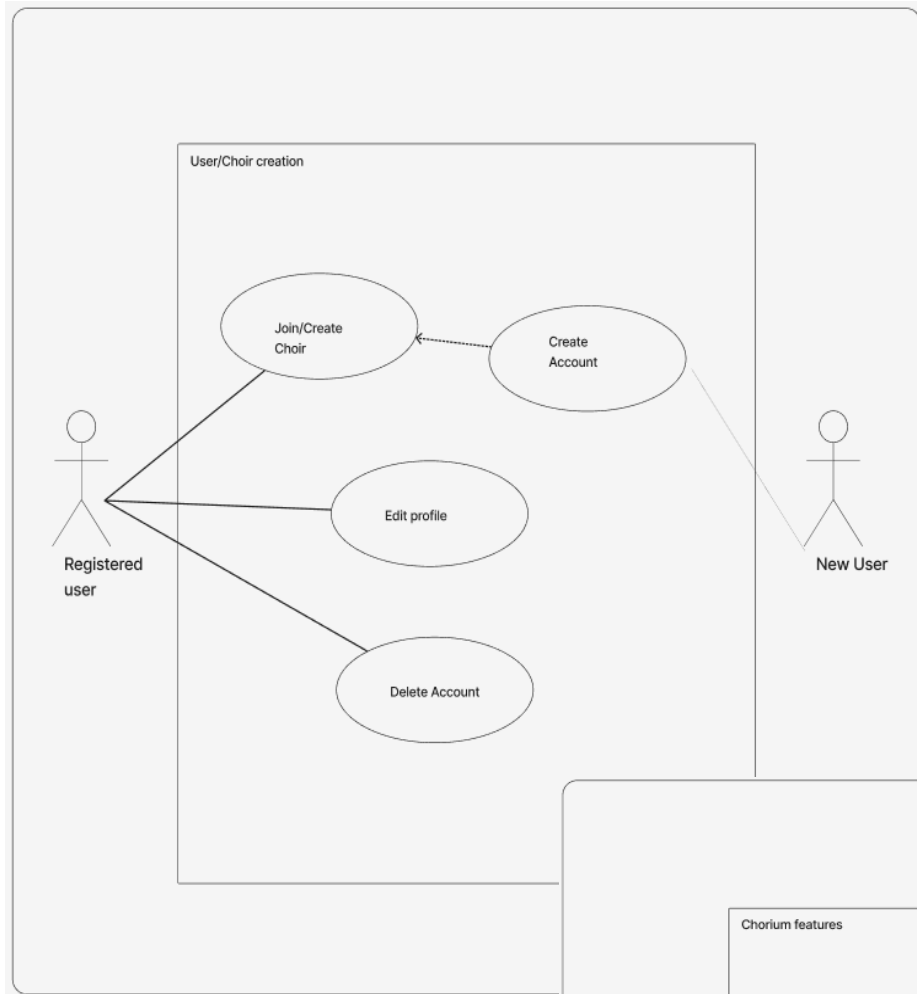 User/Choir creation
Join/Create
Choir
Create
Account
Edit profile
Registered
user
New User
Delete Account
Chorium features